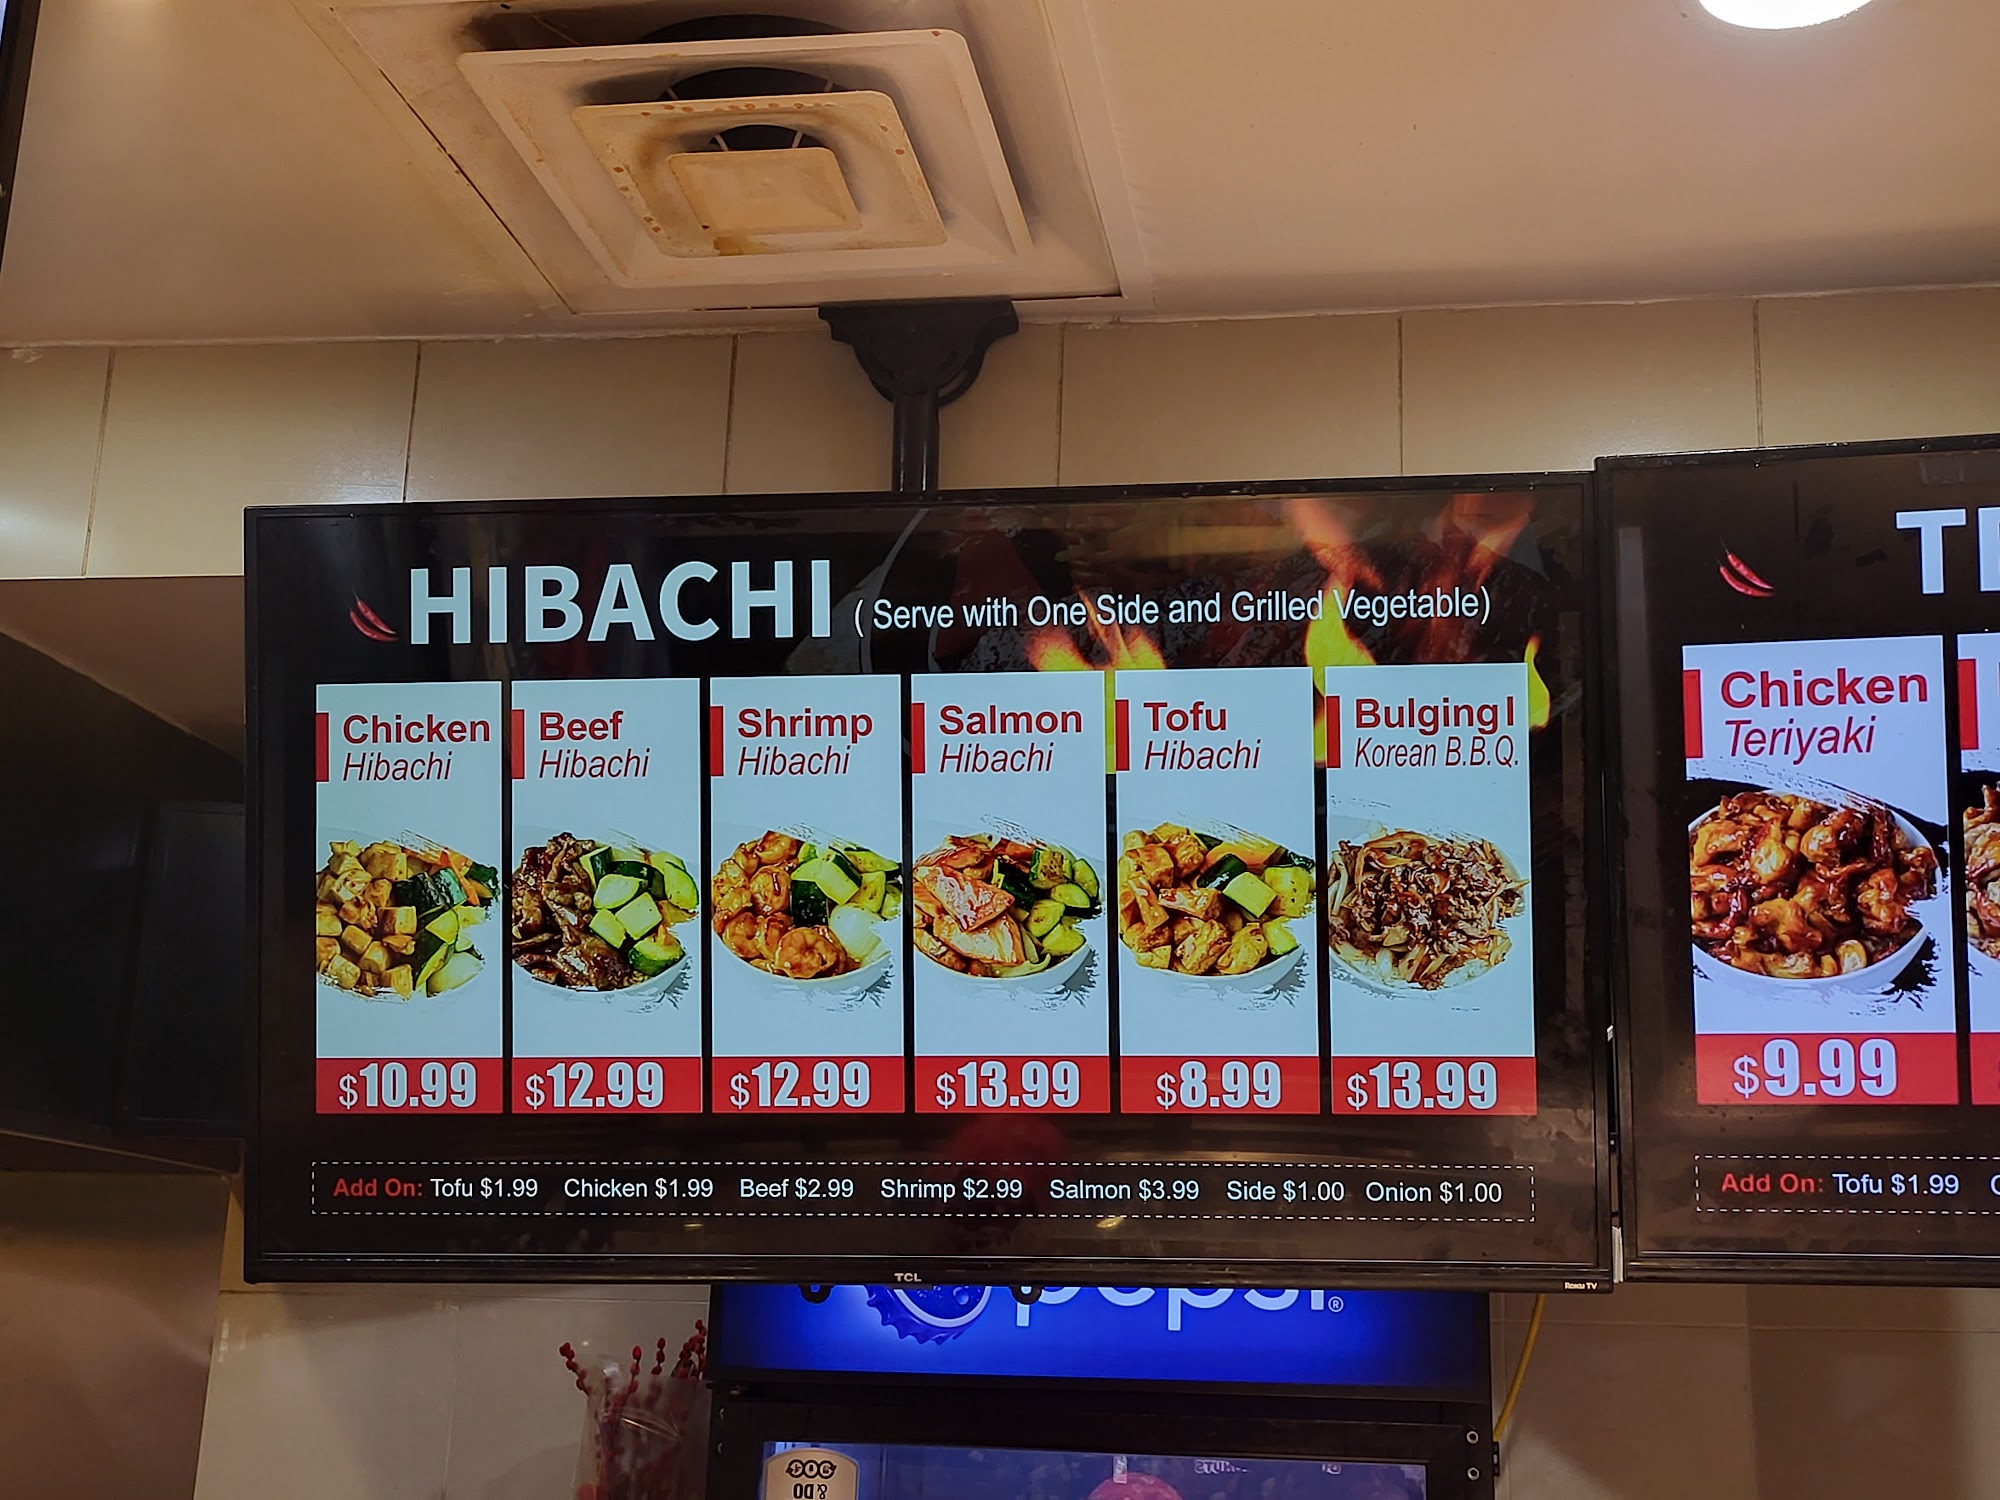 HIBACHI ( Serve with One Side and Grilled Vegetable)
Chicken
Hibachi
$10.99
Beef
Hibachi
$12.99
Shrimp
Hibachi
$12.99
Salmon
Hibachi
$13.99
Tofu
Hibachi
$8.99
Bulgingl
Korean B.B.Q.
$13.99
Add On: Tofu $1.99 Chicken $1.99 Beef $2.99 Shrimp $2.99 Salmon $3.99 Side $1.00 Onion $1.00
TCL
Roku TV
Chicken
Teriyaki
$9.99
Add On: Tofu $1.99
pepsi®